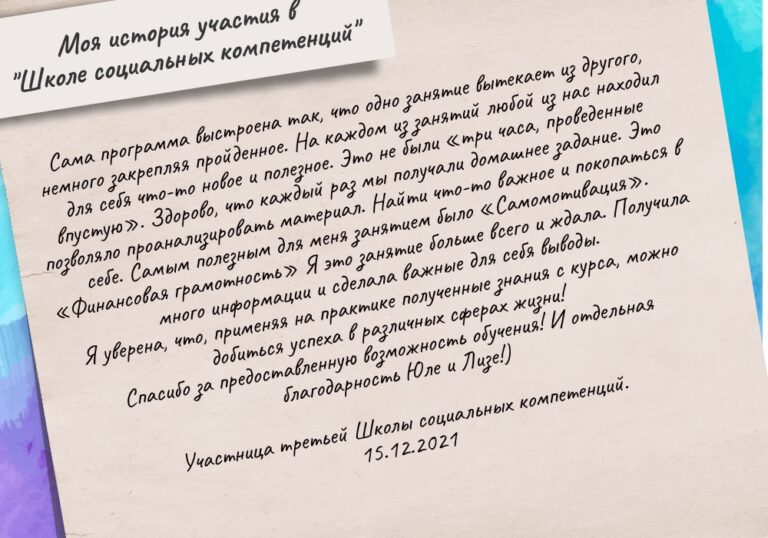 Моя история участия в
"Школе социальных компетенций"
Сама программа выстроена так, что одно занятие вытекает из другого,
немного закрепляя пройденное. На каждом из занятий любой из нас находил
для себя что-то новое и полезное. Это не были «три часа, проведенные
впустую». Здорово, что каждый раз мы получали домашнее задание. Это
позволяло проанализировать материал. Найти что-то важное и покопаться в
себе. Самым полезным для меня занятием было «Самомотивация».
«Финансовая грамотность» Я это занятие больше всего и ждала. Получила
много информации и сделала важные для себя выводы.
Я уверена, что, применяя на практике полученные знания с курса, можно
добиться успеха в различных сферах жизни!
Спасибо за предоставленную возможность обучения! И отдельная
благодарность Юле и Лизе!)
Участница третьей Школы социальных компетенций.
15.12.2021